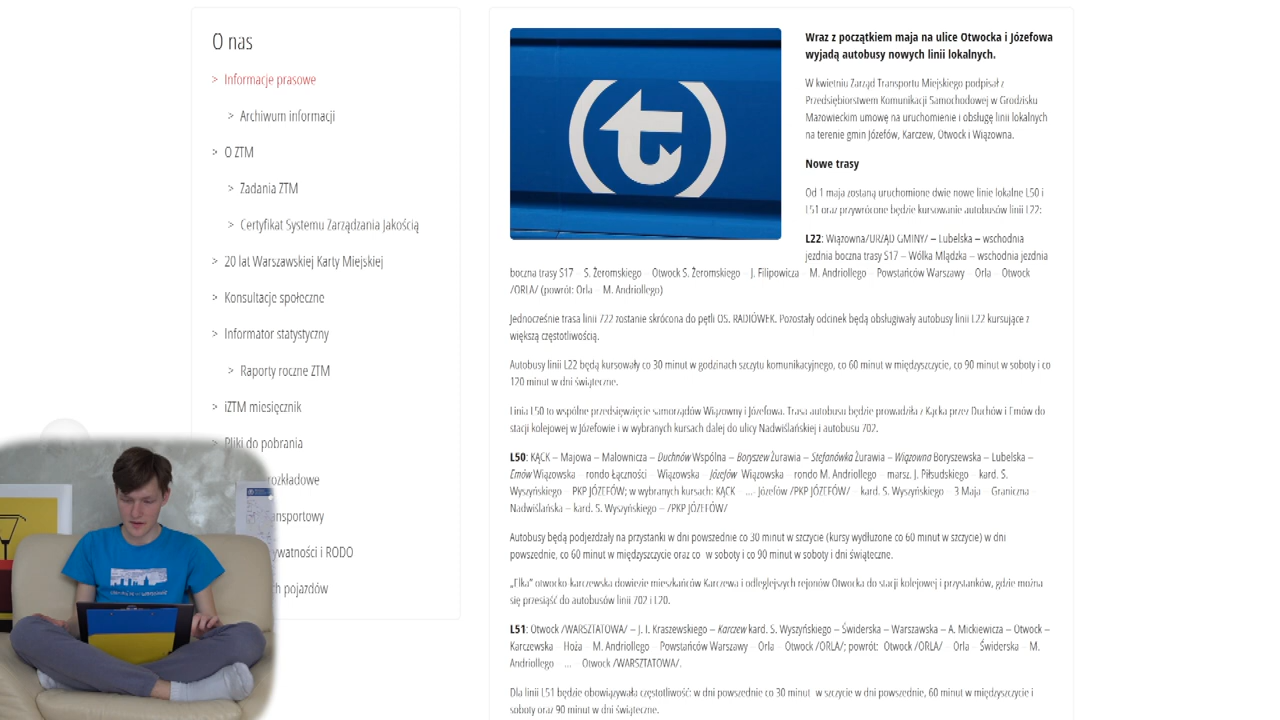 O nas
> Informacje prasowe
> Archiwum informacji
> O ZTM
> Zadania ZTM
> Certyfikat Systemu Zarządzania Jakością
> 20 lat Warszawskiej Karty Miejskiej
> Konsultacje społeczne
> Informator statystyczny
> Raporty roczne ZTM
> iZTM miesięcznik
Pliki do pobrania
rozkładowe
ransportowy
ywatności i RODO
ch pojazdów
Wraz z początkiem maja na ulice Otwocka i Józefowa
wyjadą autobusy nowych linii lokalnych.
W kwietniu Zarząd Transportu Miejskiego podpisał z
Przedsiębiorstwem Komunikacji Samochodowej w Grodzisku
Mazowieckim umowę na uruchomienie i obsługę linii lokalnych
na terenie gmin Józefów, Karczew, Otwock i Wiązowna.
Nowe trasy
Od 1 maja zostaną uruchomione dwie nowe linie lokalne L50 i
L51 oraz przywrócone będzie kursowanie autobusów linii L22:
L22: Wiązowna/URZĄD GMINY/ – Lubelska – wschodnia
jezdnia boczna trasy S17 – Wólka Mlądzka – wschodnia jezdnia
boczna trasy S17 – S. Żeromskiego – Otwock S. Żeromskiego – J. Filipowicza – M. Andriollego – Powstańców Warszawy – Orla – Otwock
/ORLA/ (powrót: Orla – M. Andriollego)
Jednocześnie trasa linii 722 zostanie skrócona do pętli OS. RADIÓWEK. Pozostały odcinek będą obsługiwały autobusy linii L22 kursujące z
większą częstotliwością.
Autobusy linii L22 będą kursowały co 30 minut w godzinach szczytu komunikacyjnego, co 60 minut w międzyszczycie, co 90 minut w soboty i co
120 minut w dni świąteczne.
Linia L50 to wspólne przedsięwzięcie samorządów Wiązowny i Józefowa. Trasa autobusu będzie prowadziła z Kącka przez Duchów i Emów do
stacji kolejowej w Józefowie i w wybranych kursach dalej do ulicy Nadwiślańskiej i autobusu 702.
L50: KĄCK – Majowa – Malownicza – Duchnów Wspólna – Boryszew Żurawia – Stefanówka Żurawia – Wiązowna Boryszewska – Lubelska –
Emów Wiązowska – rondo Łączności – Wiązowska – Józefów Wiązowska – rondo M. Andriollego – marsz. J. Piłsudskiego – kard. S.
Wyszyńskiego – PKP JÓZEFÓW; w wybranych kursach: KĄCK – ... – Józefów /PKP JÓZEFÓW/ – kard. S. Wyszyńskiego – 3 Maja – Graniczna –
Nadwiślańska – kard. S. Wyszyńskiego – /PKP JÓZEFÓW/
Autobusy będą podjeżdżały na przystanki w dni powszednie co 30 minut w szczycie (kursy wydłużone co 60 minut w szczycie) w dni
powszednie, co 60 minut w międzyszczycie oraz co w soboty i co 90 minut w soboty i dni świąteczne.
„Elka” otwocko-karczewska dowiezie mieszkańców Karczewa i odleglejszych rejonów Otwocka do stacji kolejowej i przystanków, gdzie można
się przesiąść do autobusów linii 702 i L20.
L51: Otwock /WARSZTATOWA/ – J. I. Kraszewskiego – Karczew kard. S. Wyszyńskiego – Świderska – Warszawska – A. Mickiewicza – Otwock –
Karczewska – Hoża – M. Andriollego – Powstańców Warszawy – Orla – Otwock /ORLA/; powrót: Otwock /ORLA/ – Orla – Świderska – M.
Andriollego – ... – Otwock /WARSZTATOWA/.
Dla linii L51 będzie obowiązywała częstotliwość: w dni powszednie co 30 minut w szczycie w dni powszednie, 60 minut w międzyszczycie i
soboty oraz 90 minut w dni świąteczne.